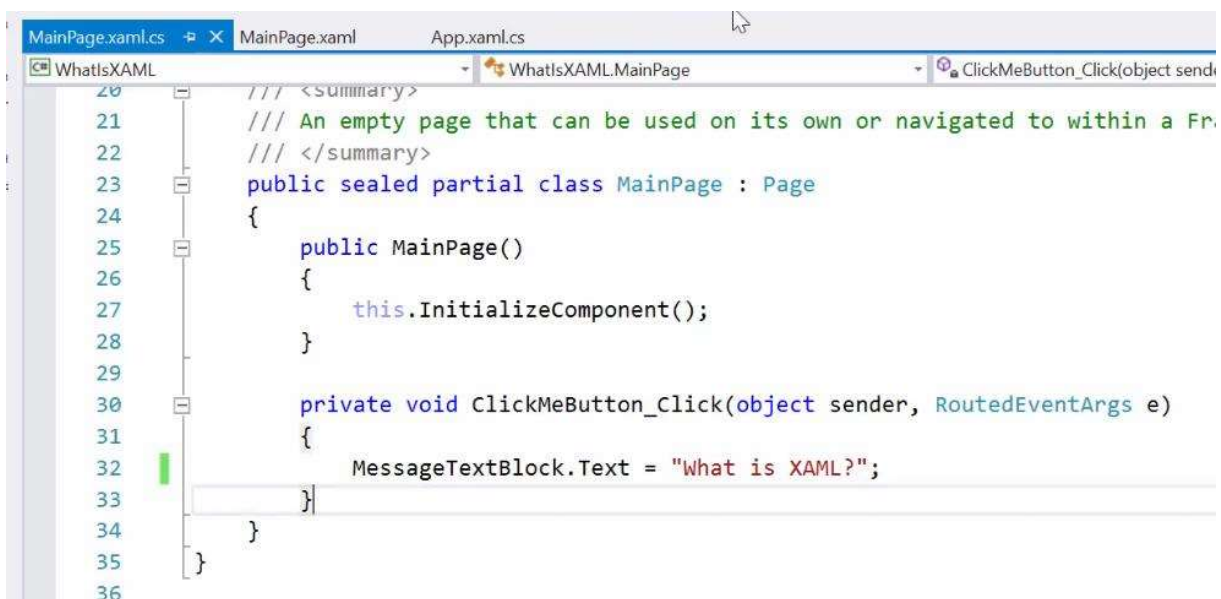 MainPage.xaml.cs MainPage.xaml App.xaml.cs
C# WhatIsXAML WhatIsXAML.MainPage ClickMeButton_Click(object sende
20 /// <summary>
21 /// An empty page that can be used on its own or navigated to within a Fra
22 /// </summary>
23 public sealed partial class MainPage : Page
24 {
25 public MainPage()
26 {
27 this.InitializeComponent();
28 }
29
30 private void ClickMeButton_Click(object sender, RoutedEventArgs e)
31 {
32 MessageTextBlock.Text = "What is XAML?";
33 }
34 }
35 }
36